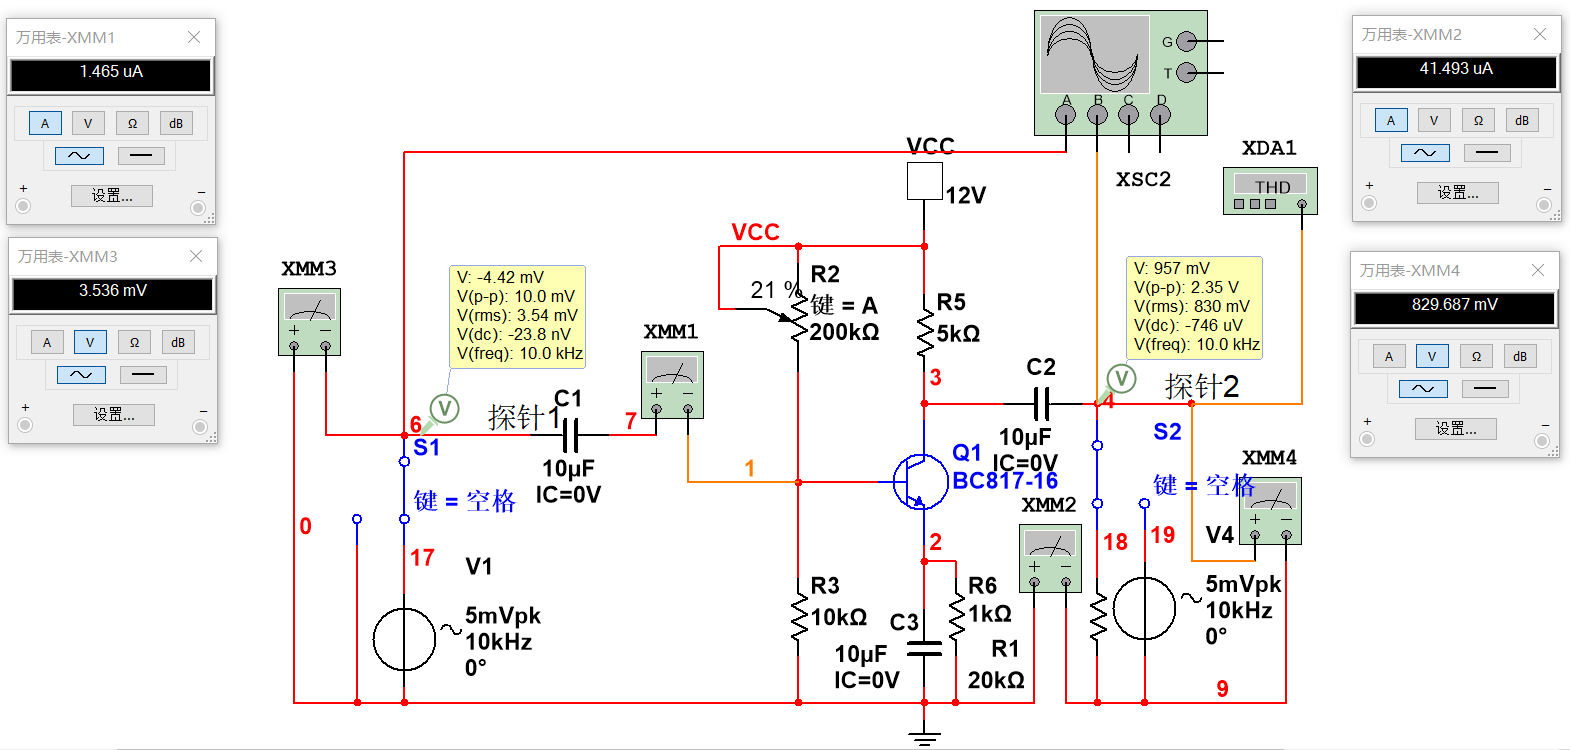 万用表-XMM1
1.465 uA
A V Ω dB
+ 设置... −
万用表-XMM3
3.536 mV
A V Ω dB
+ 设置... −
万用表-XMM2
41.493 uA
A V Ω dB
+ 设置... −
万用表-XMM4
829.687 mV
A V Ω dB
+ 设置... −
G
T
A B C D
XSC2
XDA1
THD
VCC
12V
VCC
21 %
R2
键 = A
200kΩ
R5
5kΩ
3
XMM3
+ −
V: -4.42 mV
V(p-p): 10.0 mV
V(rms): 3.54 mV
V(dc): -23.8 nV
V(freq): 10.0 kHz
V
探针1
XMM1
+ −
V: 957 mV
V(p-p): 2.35 V
V(rms): 830 mV
V(dc): -746 uV
V(freq): 10.0 kHz
V
探针2
C2
10µF
IC=0V
4
6
S1
键 = 空格
C1
10µF
IC=0V
7
1
0
17
V1
5mVpk
10kHz
0°
Q1
BC817-16
2
R3
10kΩ
C3
10µF
IC=0V
R6
1kΩ
R1
20kΩ
XMM2
+ −
S2
键 = 空格
18
19
XMM4
+ −
V4
5mVpk
10kHz
0°
9